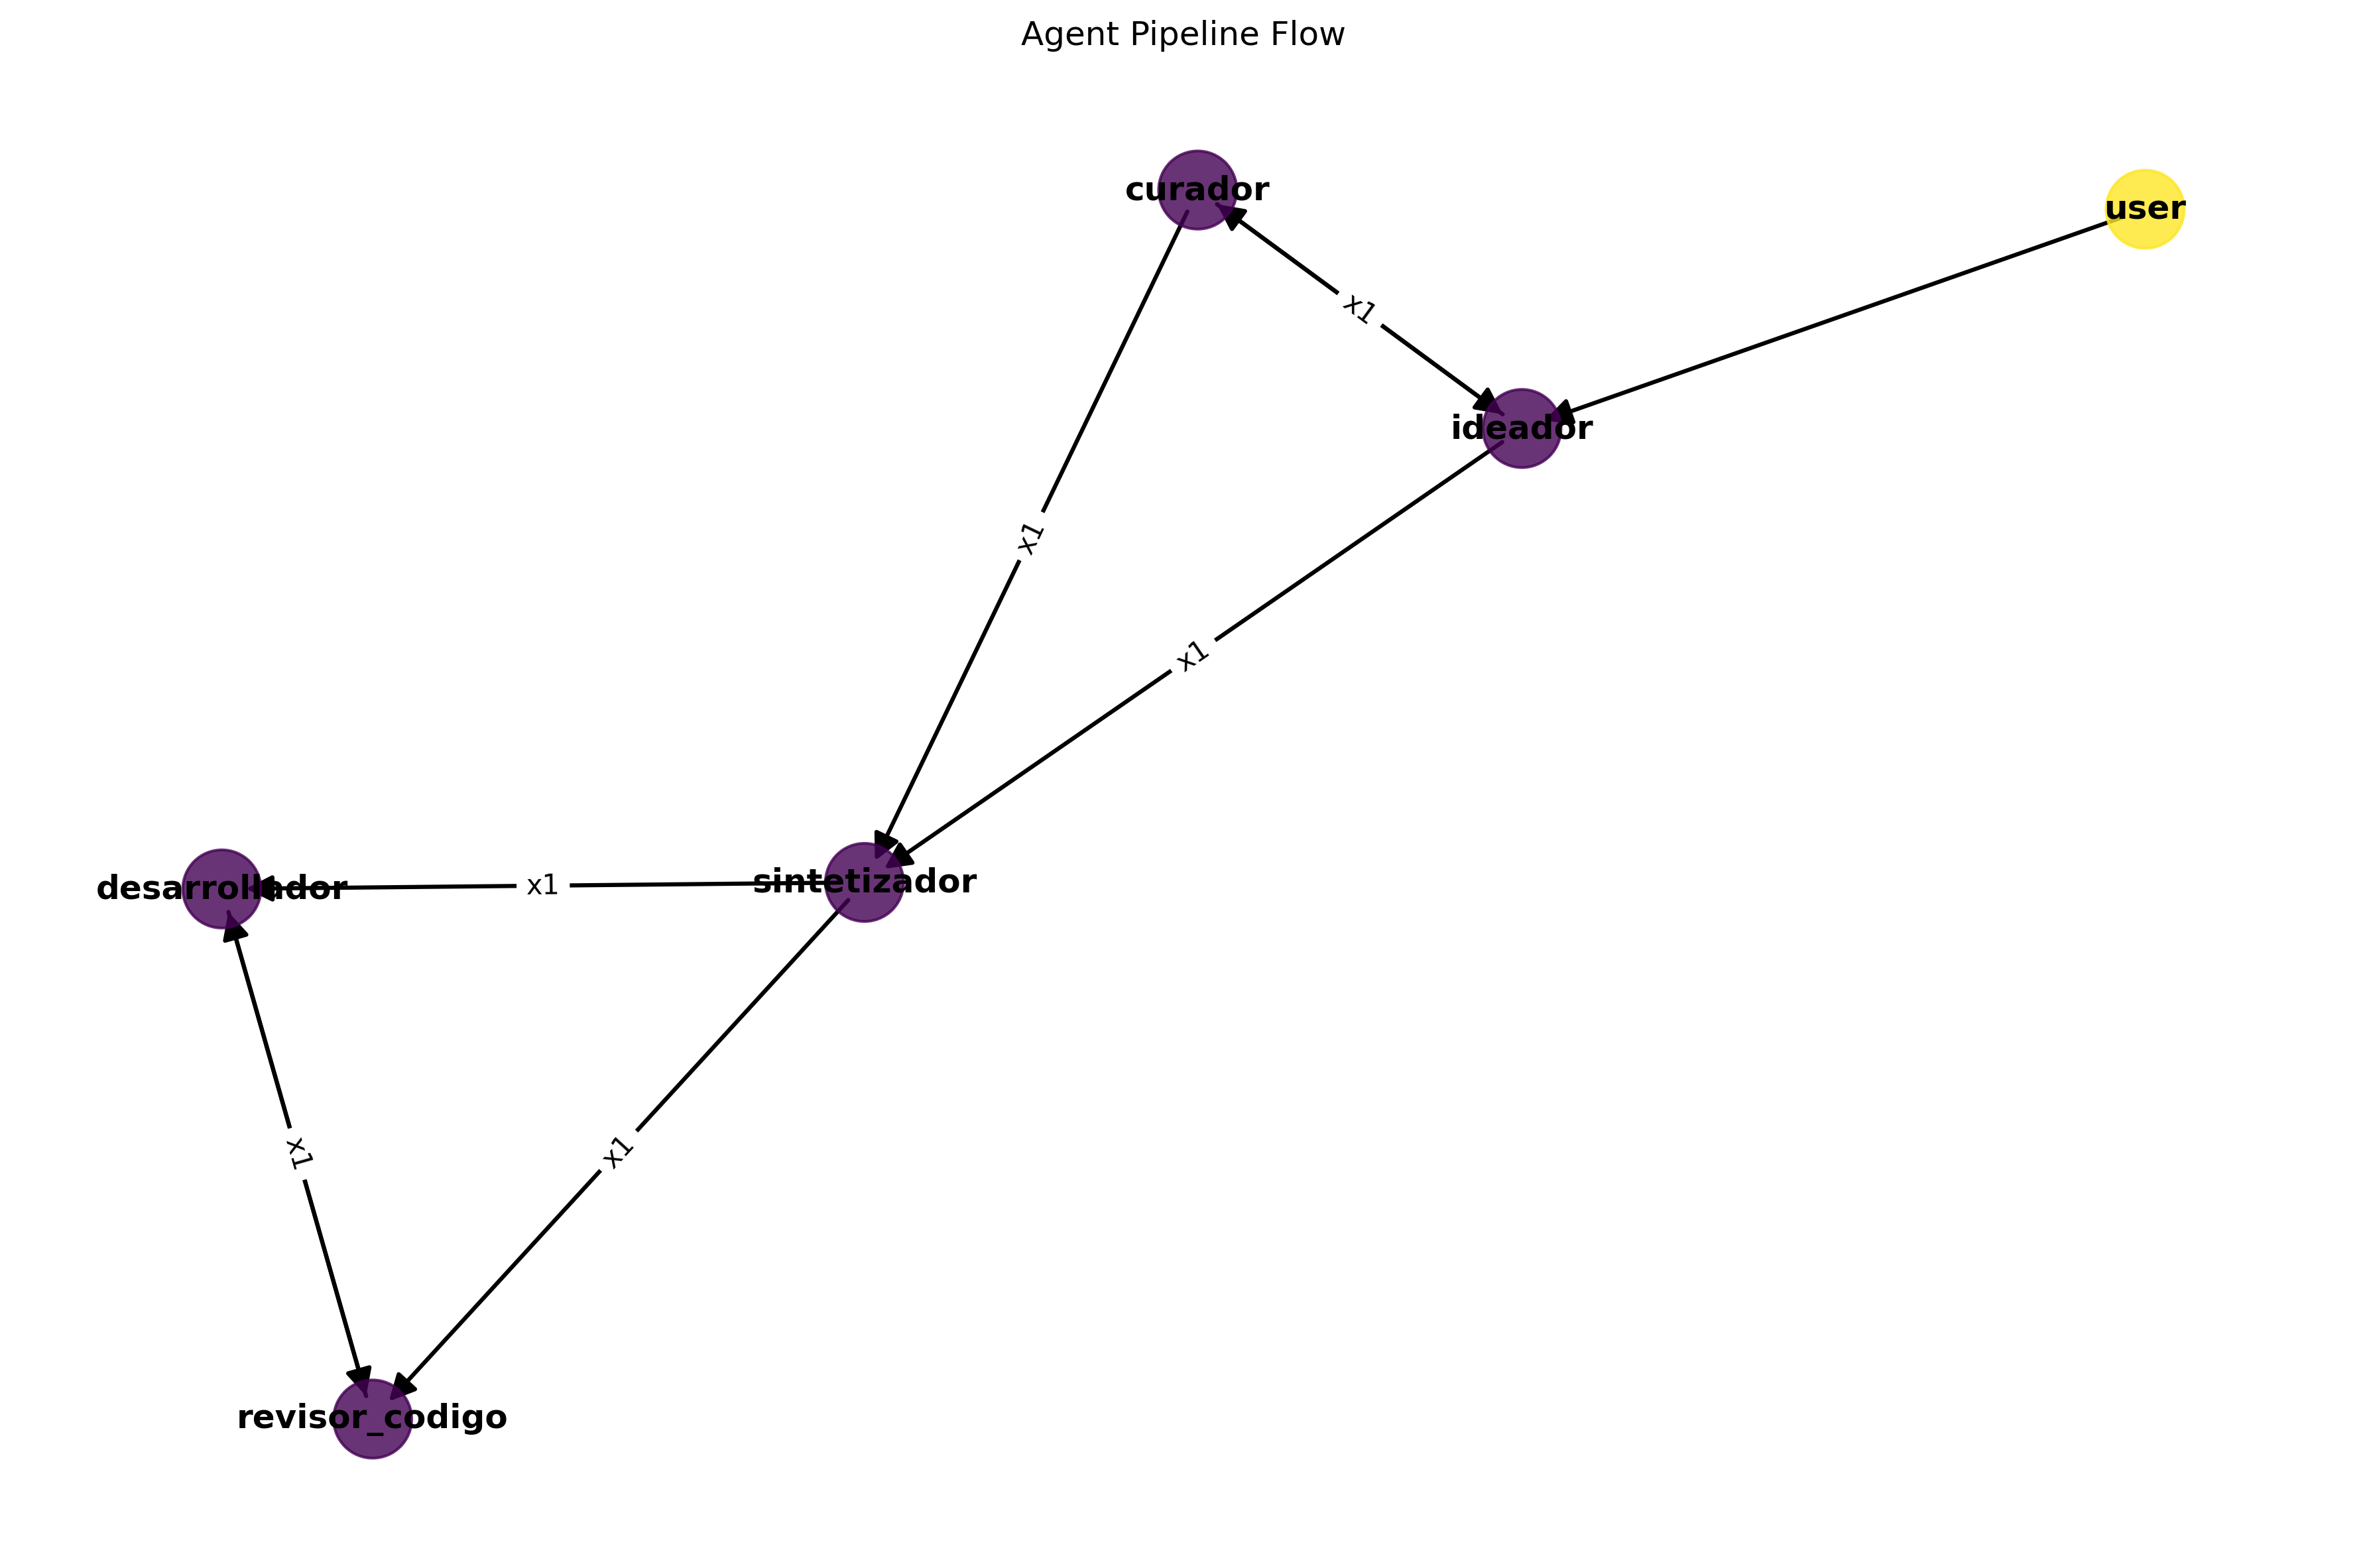 Agent Pipeline Flow
curador
user
x1
ideador
x1
x1
desarrollador
x1
sintetizador
x1
x1
revisor_codigo